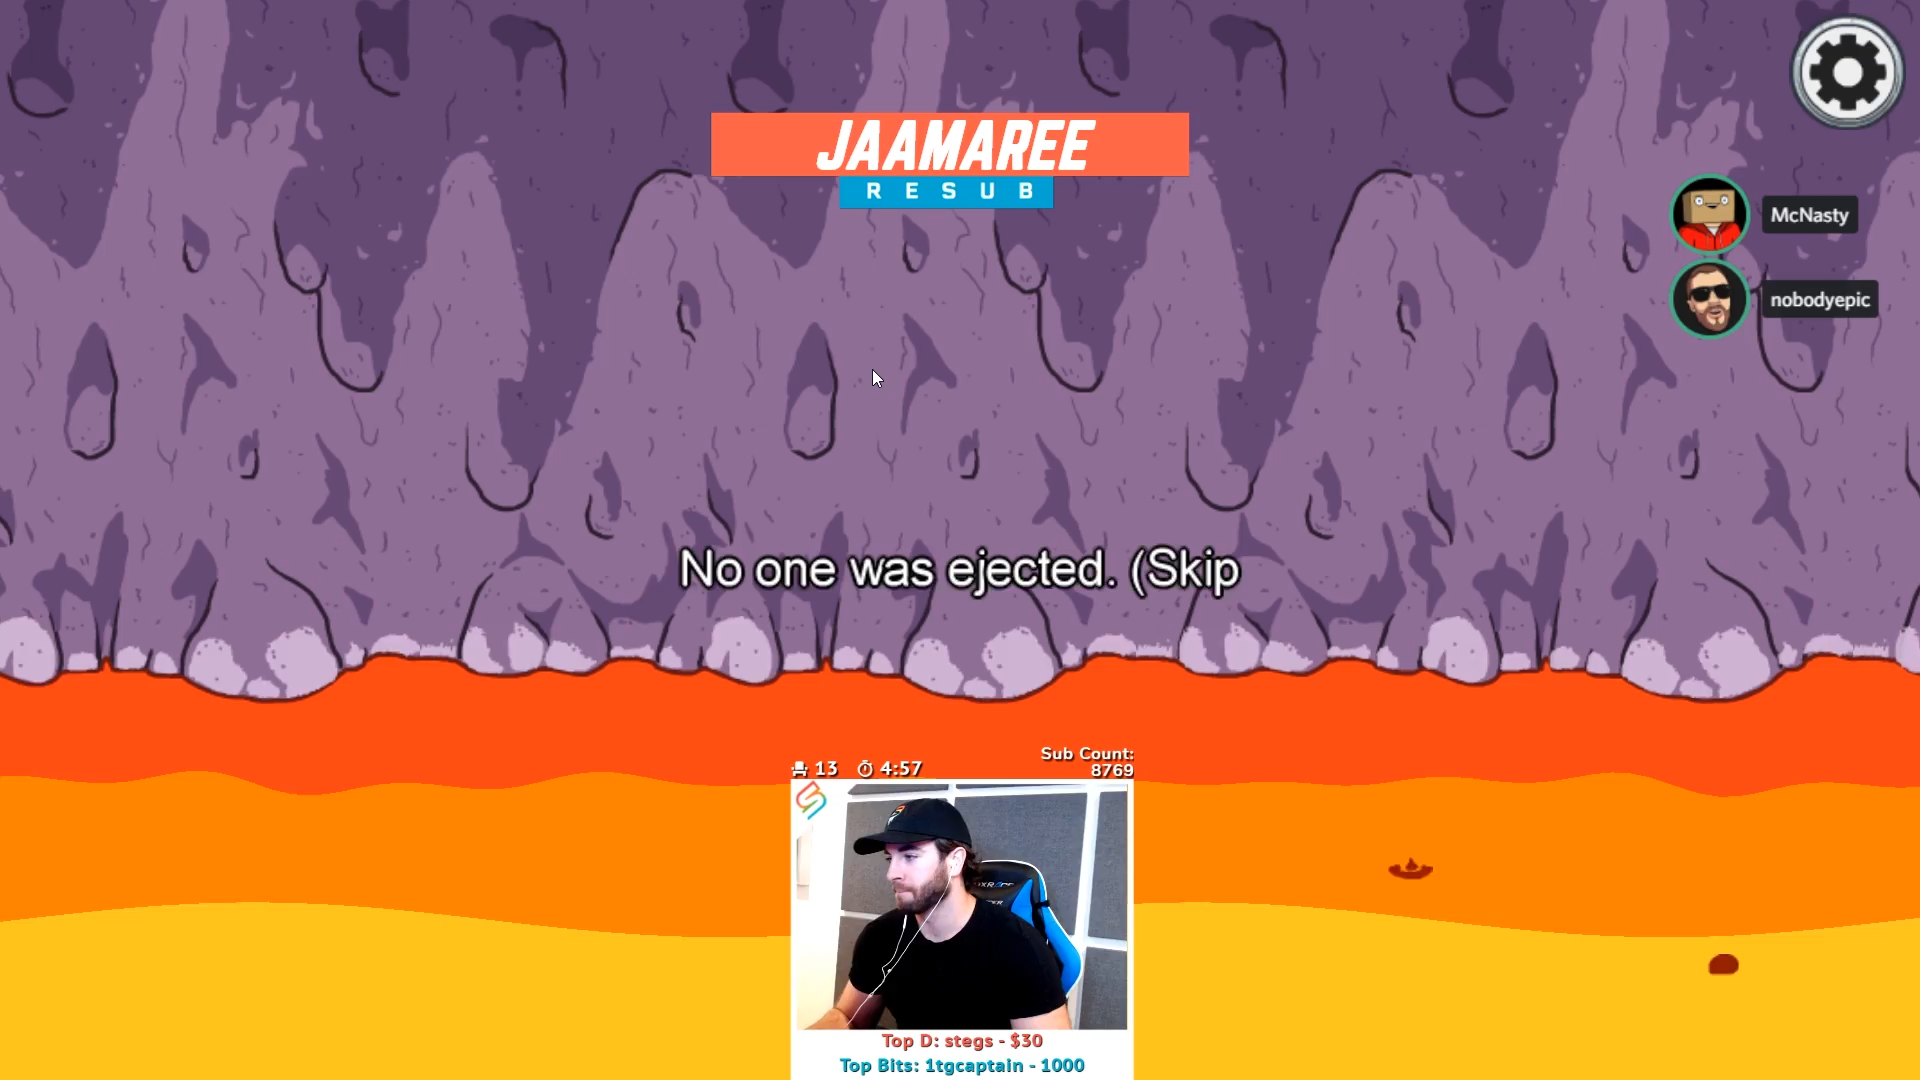 JAAMAREE
RESUB
McNasty
nobodyepic
No one was ejected. (Skip
13
4:57
Sub Count:
8769
Top D: stegs - $30
Top Bits: 1tgcaptain - 1000